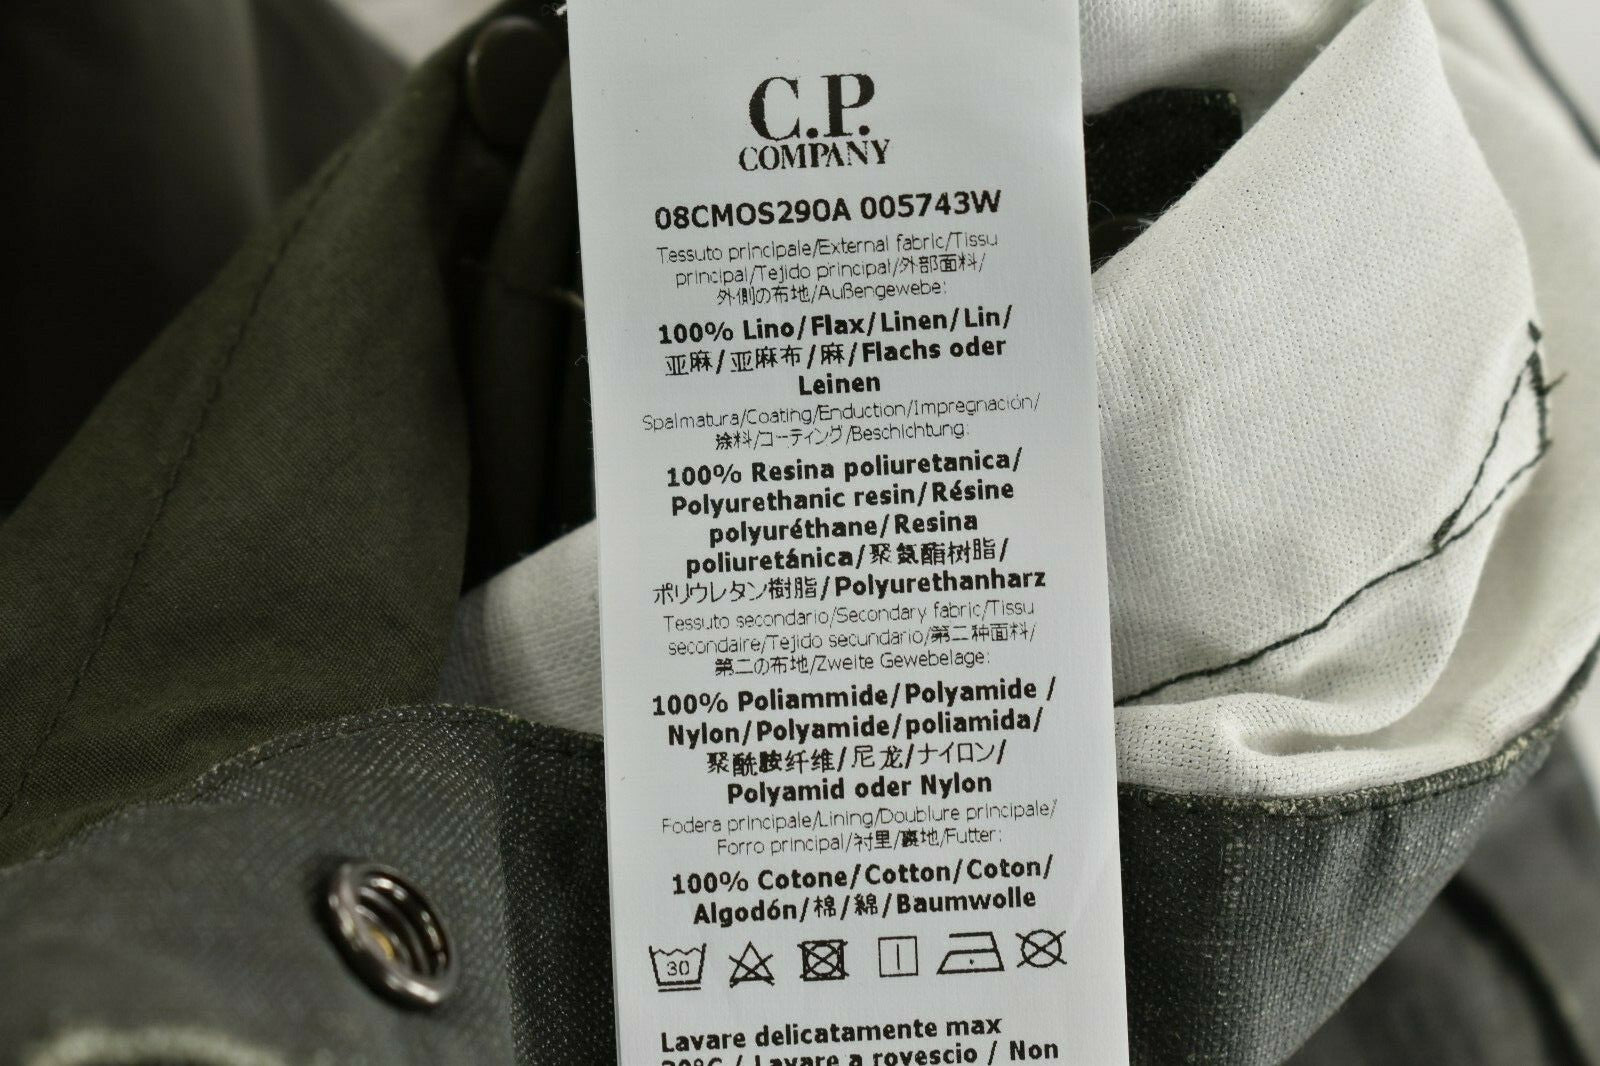 C.P.
COMPANY
08CMOS290A 005743W
Tessuto principale/External fabric/Tissu
principal/Tejido principal/外部面料/
外側の布地/Außengewebe:
100% Lino/Flax/Linen/Lin/
亚麻/亚麻布/麻/Flachs oder
Leinen
Spalmatura/Coating/Enduction/Impregnación/
涂料/コーティング/Beschichtung:
100% Resina poliuretanica/
Polyurethanic resin/Résine
polyuréthane/Resina
poliuretánica/聚氨酯树脂/
ポリウレタン樹脂/Polyurethanharz
Tessuto secondario/Secondary fabric/Tissu
secondaire/Tejido secundario/第二种面料/
第二の布地/Zweite Gewebelage:
100% Poliammide/Polyamide /
Nylon/Polyamide/poliamida/
聚酰胺纤维/尼龙/ナイロン/
Polyamid oder Nylon
Fodera principale/Lining/Doublure principale/
Forro principal/衬里/裏地/Futter:
100% Cotone/Cotton/Coton/
Algodón/棉/綿/Baumwolle
30
Lavare delicatamente max
30°C / Lavare a rovescio / Non